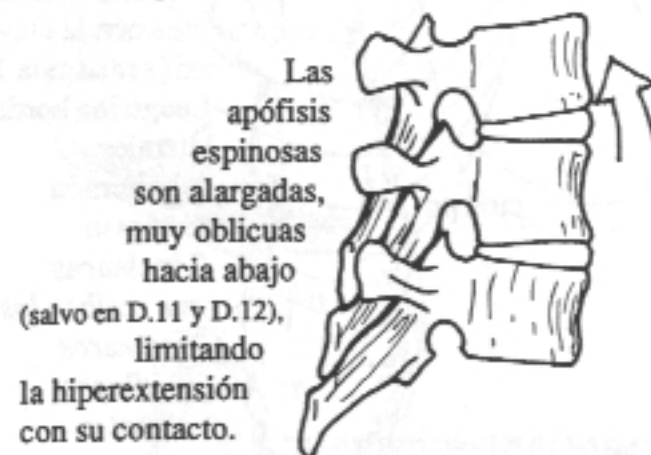 Las
apófisis
espinosas
son alargadas,
muy oblicuas
hacia abajo
(salvo en D.11 y D.12),
limitando
la hiperextensión
con su contacto.